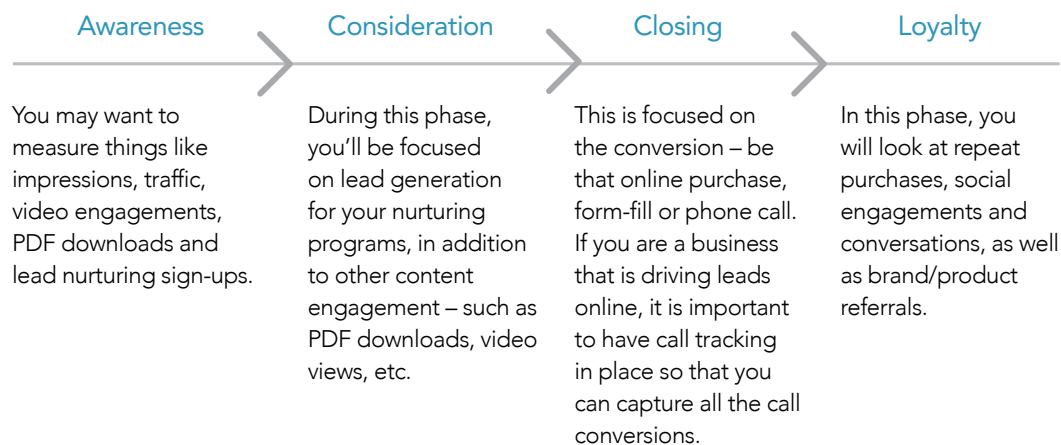 Awareness
Consideration
Closing
Loyalty
You may want to
measure things like
impressions, traffic,
video engagements,
PDF downloads and
lead nurturing sign-ups.
During this phase,
you’ll be focused
on lead generation
for your nurturing
programs, in addition
to other content
engagement – such as
PDF downloads, video
views, etc.
This is focused on
the conversion – be
that online purchase,
form-fill or phone call.
If you are a business
that is driving leads
online, it is important
to have call tracking
in place so that you
can capture all the call
conversions.
In this phase, you
will look at repeat
purchases, social
engagements and
conversations, as well
as brand/product
referrals.